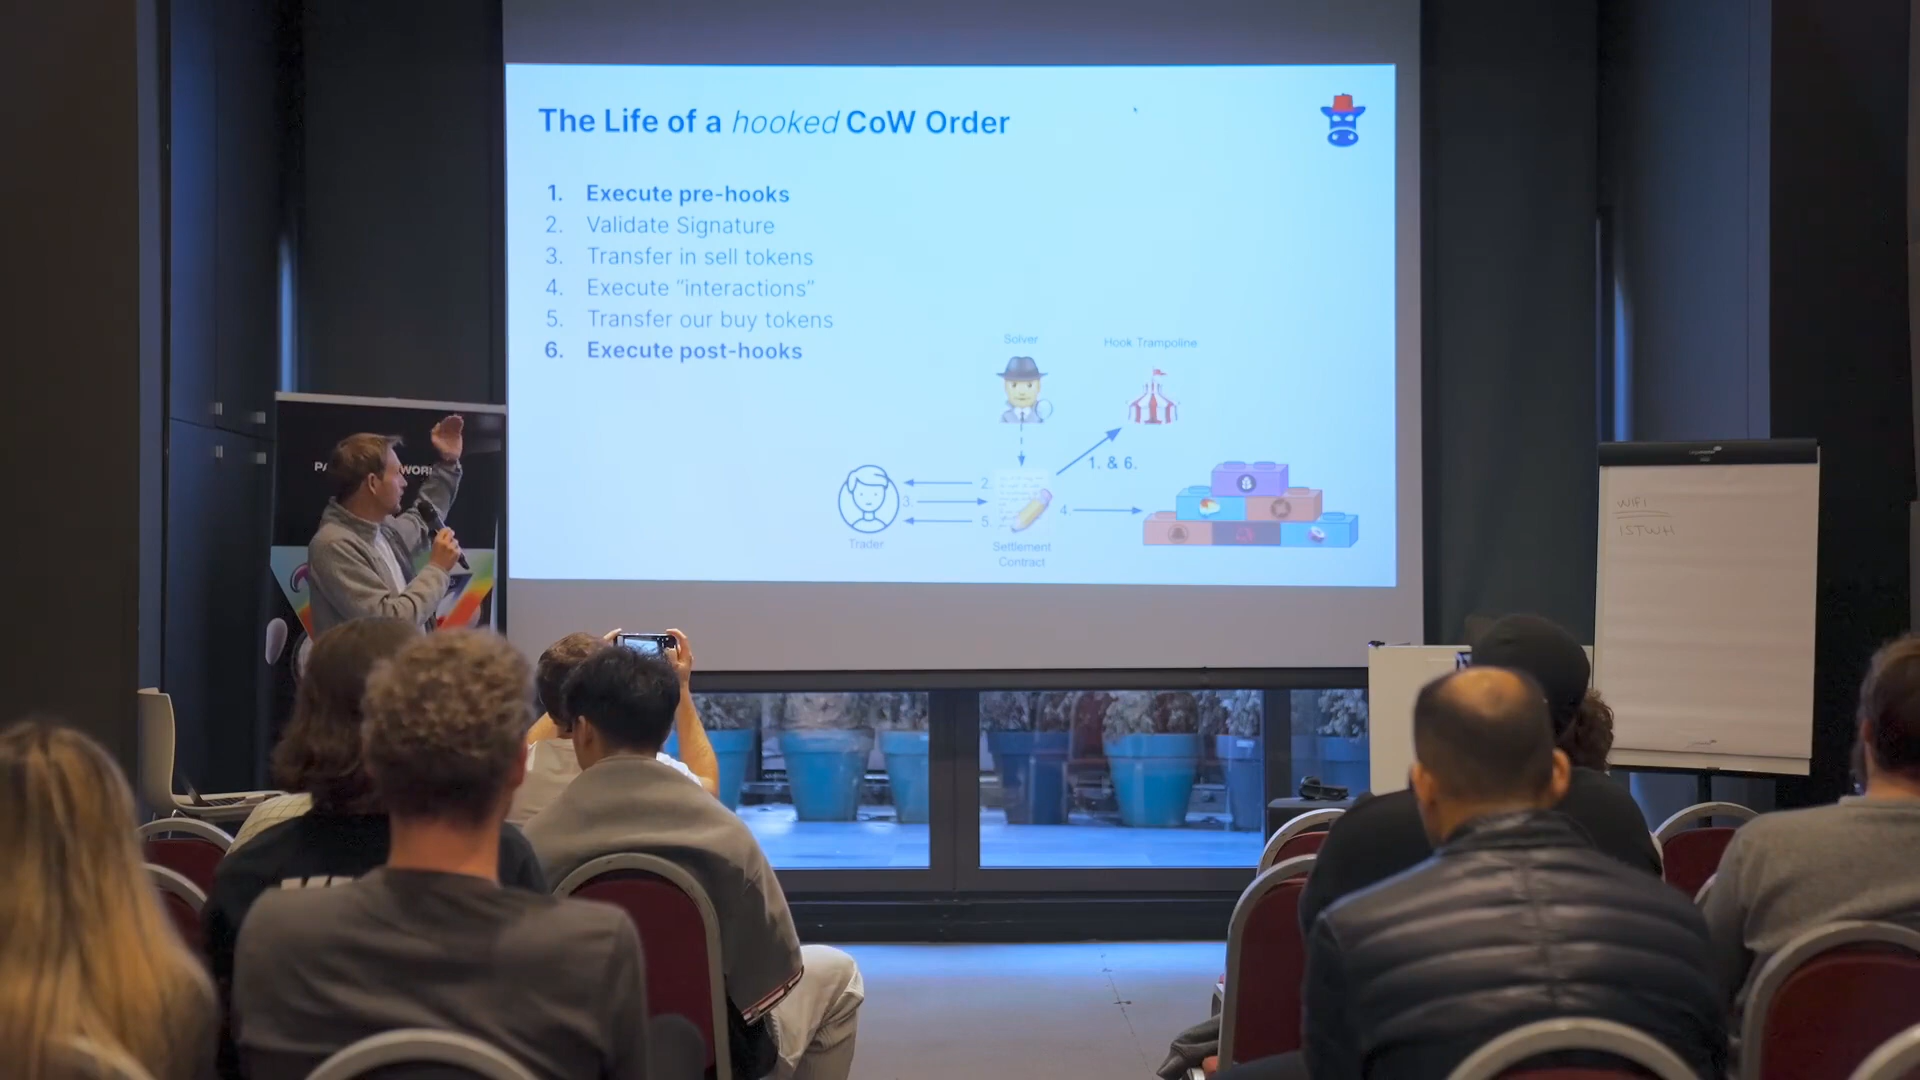 The Life of a hooked CoW Order
1. Execute pre-hooks
2. Validate Signature
3. Transfer in sell tokens
4. Execute “interactions”
5. Transfer our buy tokens
6. Execute post-hooks
Solver
Hook Trampoline
1. & 6.
2.
3.
4.
5.
Trader
Settlement
Contract
WIFI
1STWH